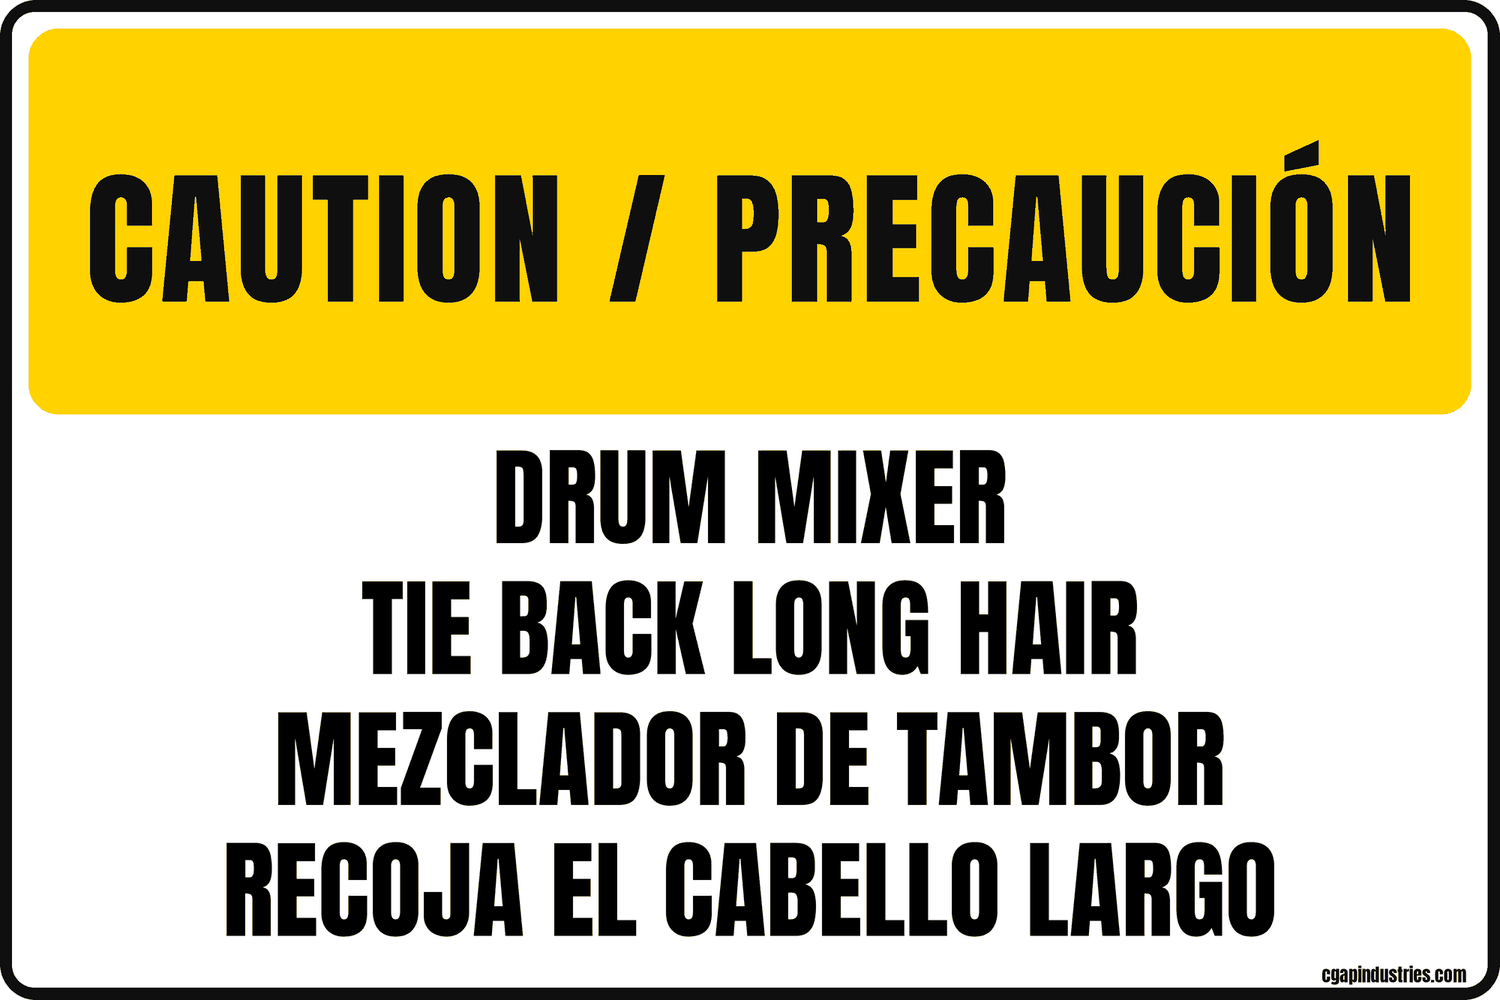 CAUTION / PRECAUCIÓN
DRUM MIXER
TIE BACK LONG HAIR
MEZCLADOR DE TAMBOR
RECOJA EL CABELLO LARGO
cgapindustries.com